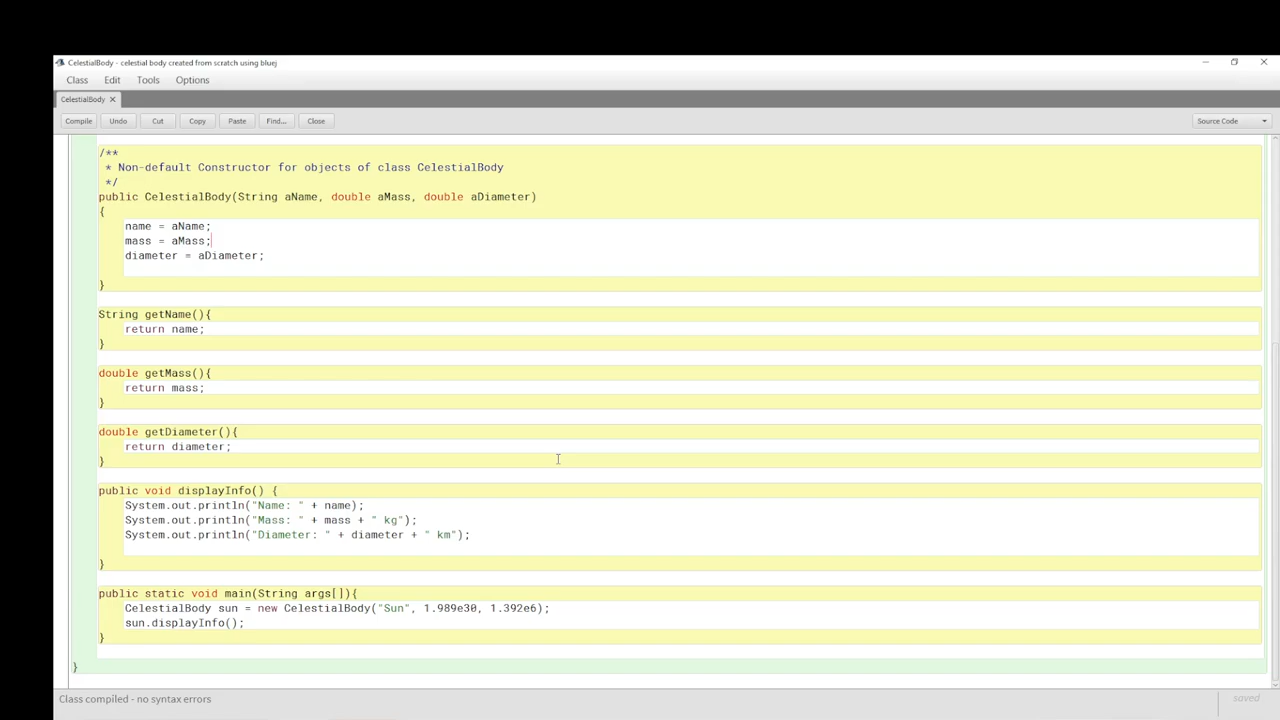 CelestialBody - celestial body created from scratch using bluej
Class Edit Tools Options
CelestialBody
Compile Undo Cut Copy Paste Find... Close Source Code
/**
* Non-default Constructor for objects of class CelestialBody
*/
public CelestialBody(String aName, double aMass, double aDiameter)
{
name = aName;
mass = aMass;
diameter = aDiameter;
}
String getName(){
return name;
}
double getMass(){
return mass;
}
double getDiameter(){
return diameter;
}
public void displayInfo() {
System.out.println("Name: " + name);
System.out.println("Mass: " + mass + " kg");
System.out.println("Diameter: " + diameter + " km");
}
public static void main(String args[]){
CelestialBody sun = new CelestialBody("Sun", 1.989e30, 1.392e6);
sun.displayInfo();
}
}
Class compiled - no syntax errors
saved